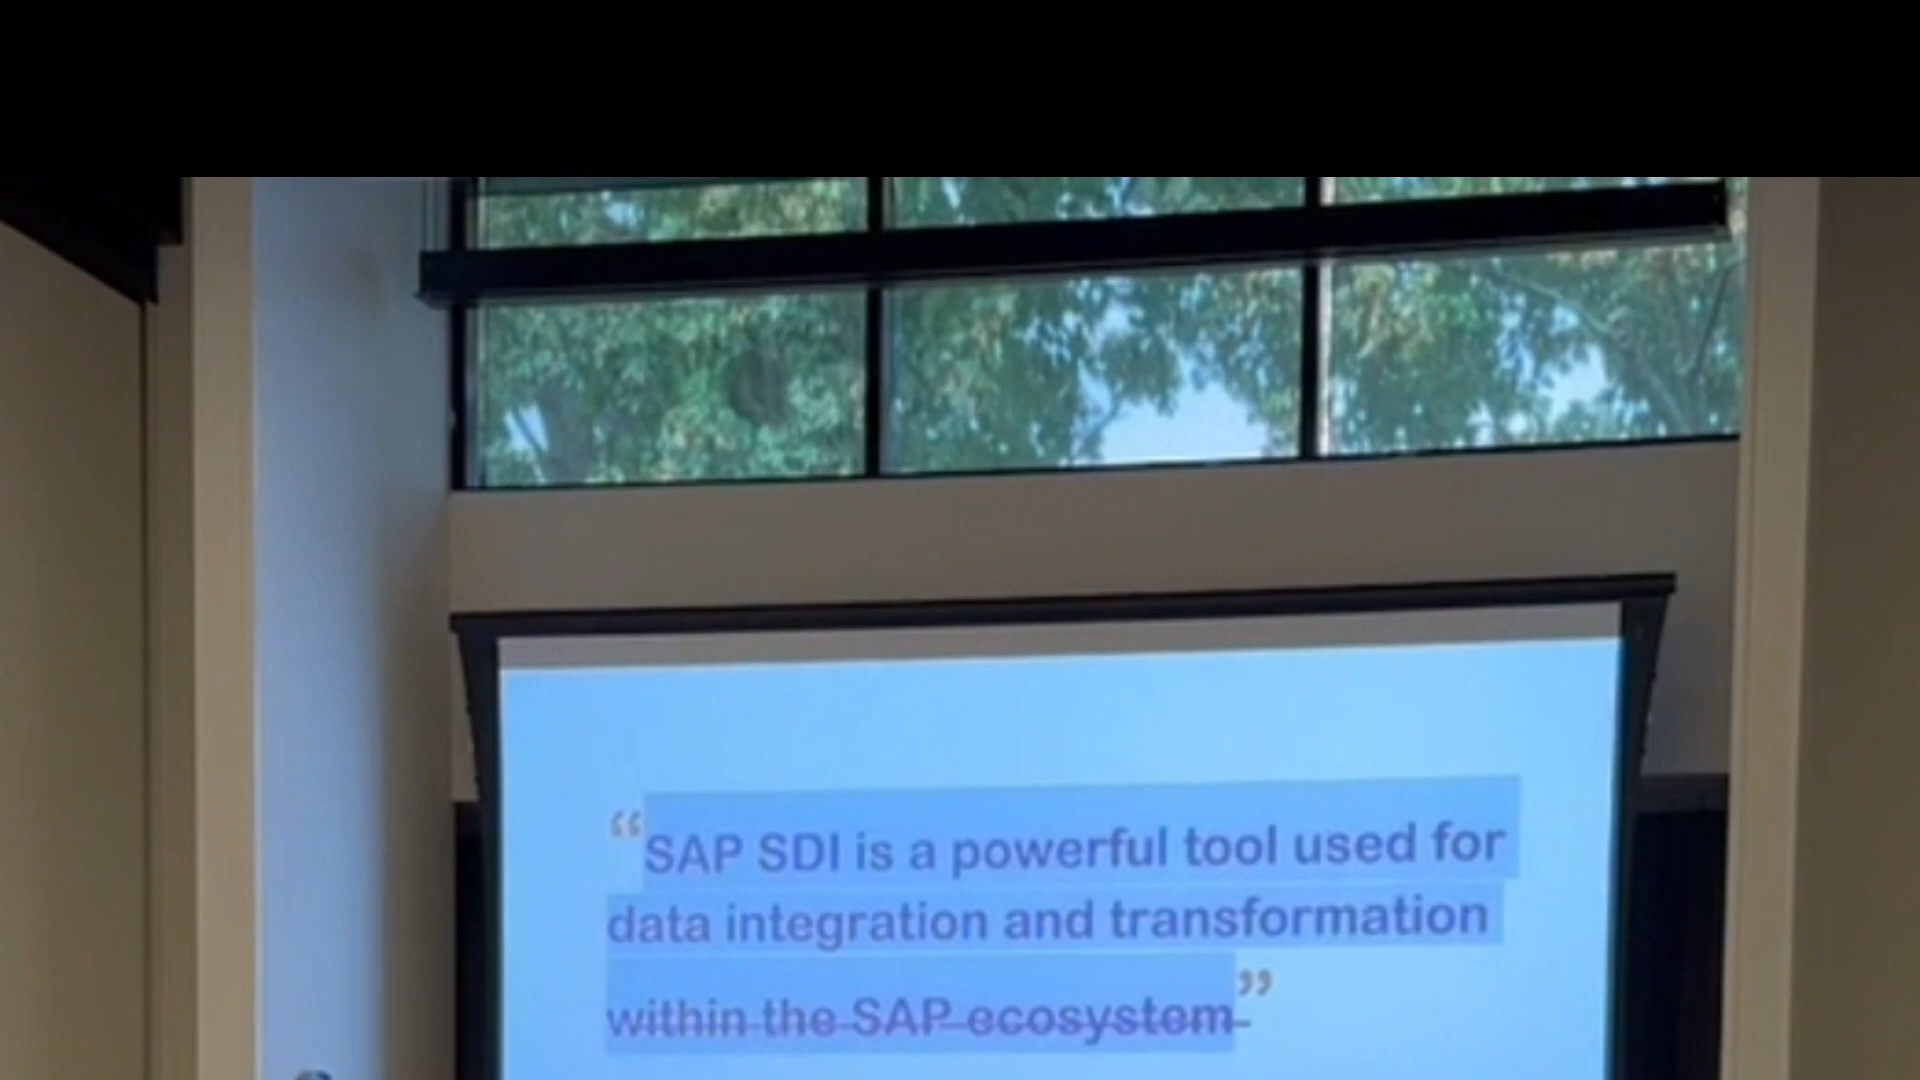 “SAP SDI is a powerful tool used for
data integration and transformation
within the SAP ecosystem”